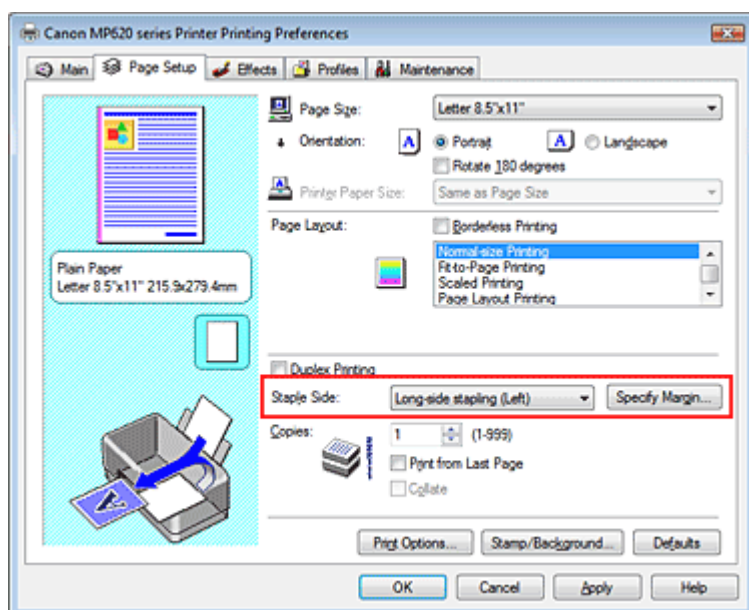 Canon MP620 series Printer Printing Preferences
Main Page Setup Effects Profiles Maintenance
Page Size: Letter 8.5"x11"
Orientation: A Portrait A Landscape
Rotate 180 degrees
Printer Paper Size: Same as Page Size
Page Layout: Borderless Printing
Normal-size Printing
Fit-to-Page Printing
Scaled Printing
Page Layout Printing
Plain Paper
Letter 8.5"x11" 215.9x279.4mm
Duplex Printing
Staple Side: Long-side stapling (Left) Specify Margin...
Copies: 1 (1-999)
Print from Last Page
Collate
Print Options... Stamp/Background... Defaults
OK Cancel Apply Help